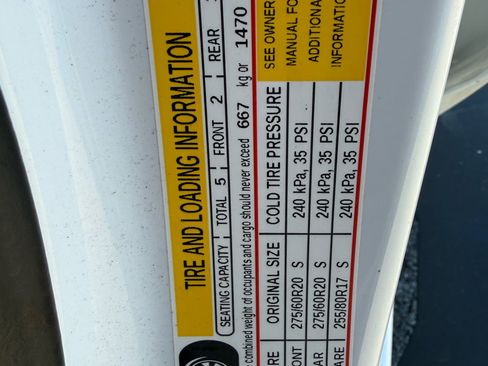 TIRE AND LOADING INFORMATION
SEATING CAPACITY TOTAL 5 FRONT 2 REAR
combined weight of occupants and cargo should never exceed 667 kg or 1470
RE ORIGINAL SIZE COLD TIRE PRESSURE SEE OWNER
ONT 275/60R20 S 240 kPa, 35 PSI MANUAL FO
AR 275/60R20 S 240 kPa, 35 PSI ADDITIONA
ARE 255/80R17 S 240 kPa, 35 PSI INFORMATION